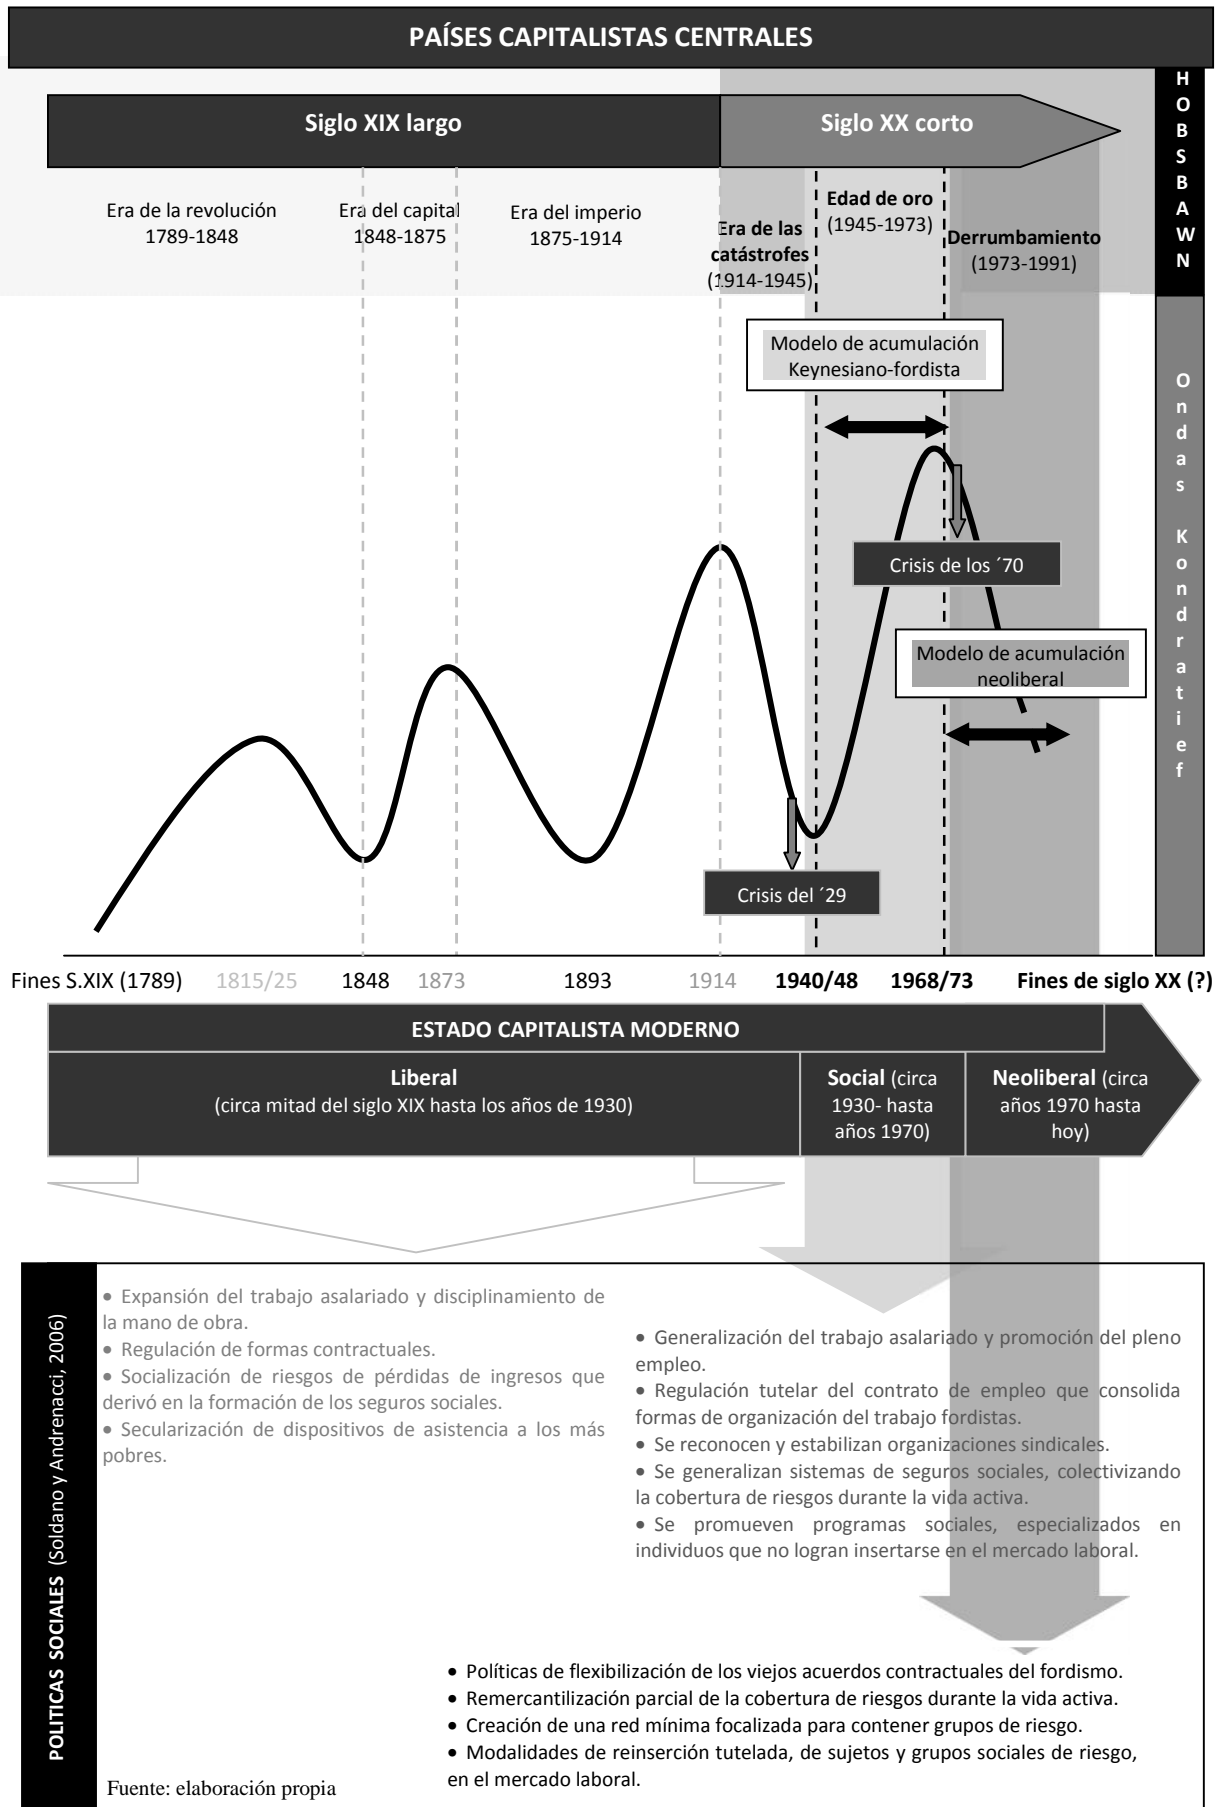 PAÍSES CAPITALISTAS CENTRALES
HOBSBAWN
Siglo XIX largo
Siglo XX corto
Era de la revolución
1789-1848
Era del capital
1848-1875
Era del imperio
1875-1914
Era de las
catástrofes
(1914-1945)
Edad de oro
(1945-1973)
Derrumbamiento
(1973-1991)
Ondas Kondratief
Modelo de acumulación
Keynesiano-fordista
Crisis de los ´70
Modelo de acumulación
neoliberal
Crisis del ´29
Fines S.XIX (1789)
1815/25
1848
1873
1893
1914
1940/48
1968/73
Fines de siglo XX (?)
ESTADO CAPITALISTA MODERNO
Liberal
(circa mitad del siglo XIX hasta los años de 1930)
Social (circa
1930- hasta
años 1970)
Neoliberal (circa
años 1970 hasta
hoy)
POLITICAS SOCIALES (Soldano y Andrenacci, 2006)
• Expansión del trabajo asalariado y disciplinamiento de
la mano de obra.
• Regulación de formas contractuales.
• Socialización de riesgos de pérdidas de ingresos que
derivó en la formación de los seguros sociales.
• Secularización de dispositivos de asistencia a los más
pobres.
• Generalización del trabajo asalariado y promoción del pleno
empleo.
• Regulación tutelar del contrato de empleo que consolida
formas de organización del trabajo fordistas.
• Se reconocen y estabilizan organizaciones sindicales.
• Se generalizan sistemas de seguros sociales, colectivizando
la cobertura de riesgos durante la vida activa.
• Se promueven programas sociales, especializados en
individuos que no logran insertarse en el mercado laboral.
• Políticas de flexibilización de los viejos acuerdos contractuales del fordismo.
• Remercantilización parcial de la cobertura de riesgos durante la vida activa.
• Creación de una red mínima focalizada para contener grupos de riesgo.
• Modalidades de reinserción tutelada, de sujetos y grupos sociales de riesgo,
en el mercado laboral.
Fuente: elaboración propia